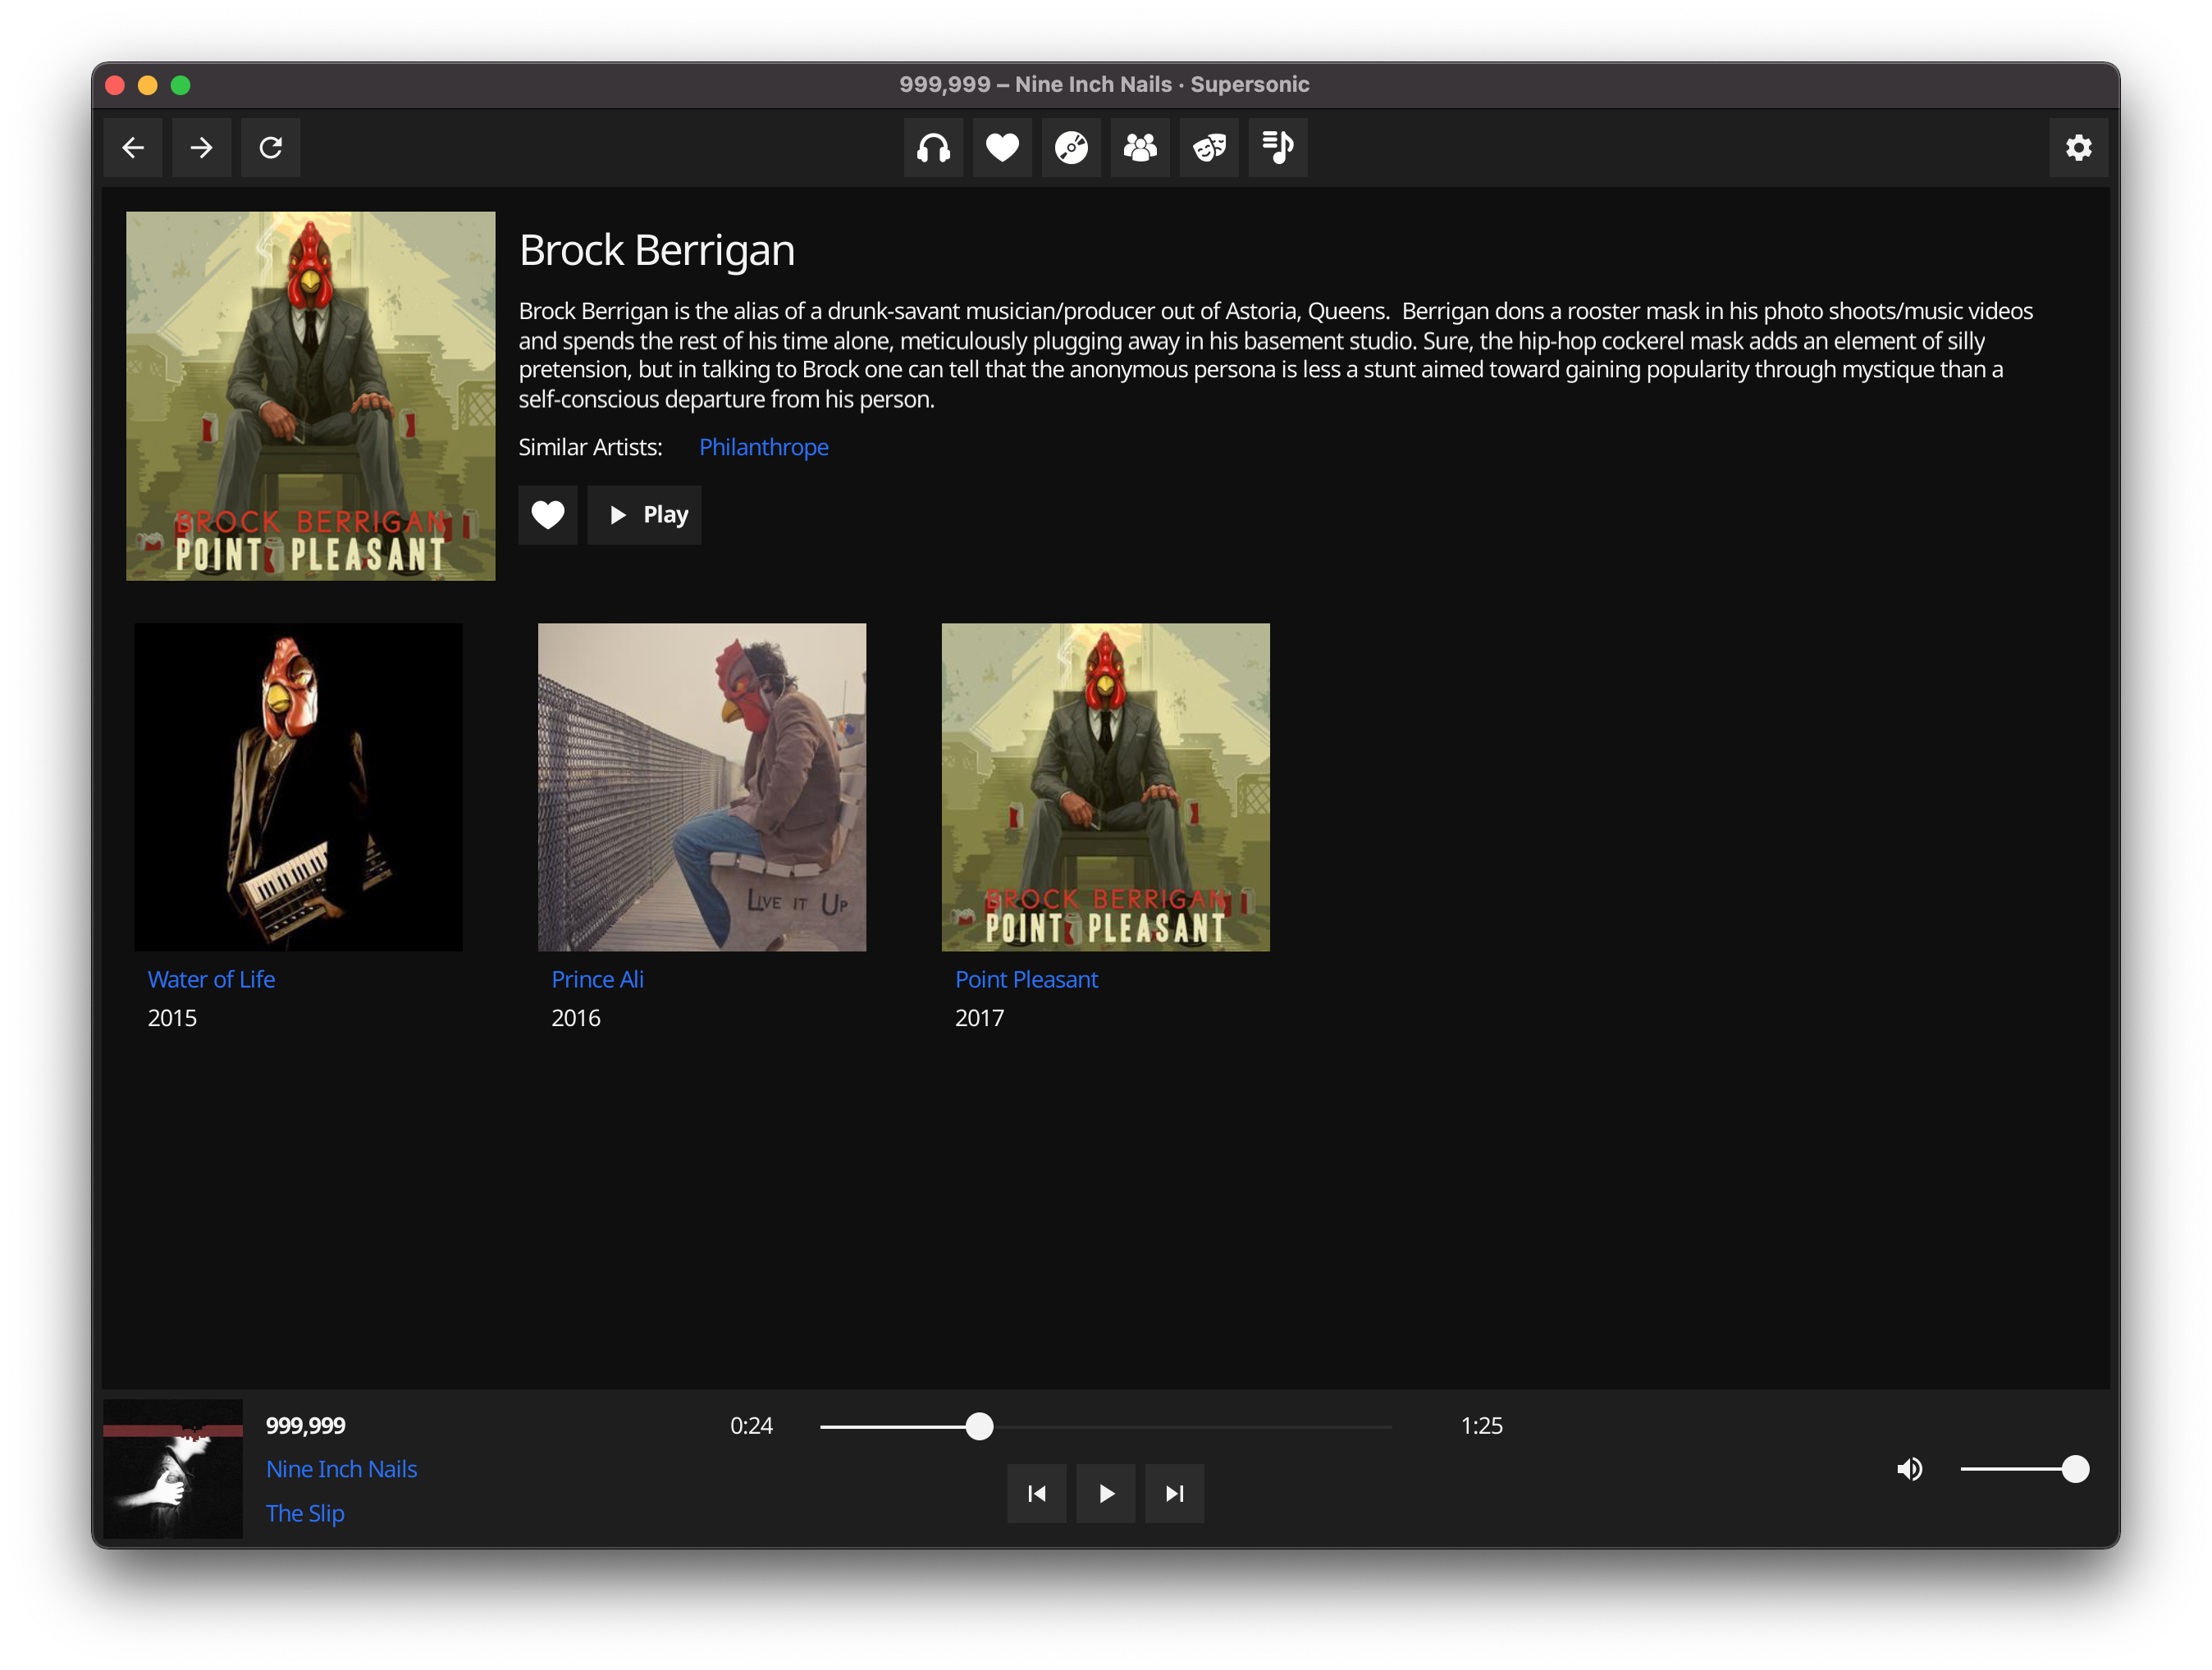 999,999 – Nine Inch Nails · Supersonic
Brock Berrigan
Brock Berrigan is the alias of a drunk-savant musician/producer out of Astoria, Queens.  Berrigan dons a rooster mask in his photo shoots/music videos
and spends the rest of his time alone, meticulously plugging away in his basement studio. Sure, the hip-hop cockerel mask adds an element of silly
pretension, but in talking to Brock one can tell that the anonymous persona is less a stunt aimed toward gaining popularity through mystique than a
self-conscious departure from his person.
Similar Artists: Philanthrope
Play
BROCK BERRIGAN
POINT PLEASANT
LIVE IT UP
BROCK BERRIGAN
POINT PLEASANT
Water of Life
2015
Prince Ali
2016
Point Pleasant
2017
999,999
Nine Inch Nails
The Slip
0:24
1:25